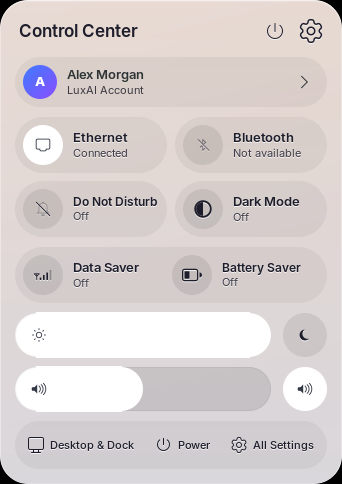 Control Center
A
Alex Morgan
LuxAI Account
Ethernet
Connected
Bluetooth
Not available
Do Not Disturb
Off
Dark Mode
Off
Data Saver
Off
Battery Saver
Off
Desktop & Dock
Power
All Settings